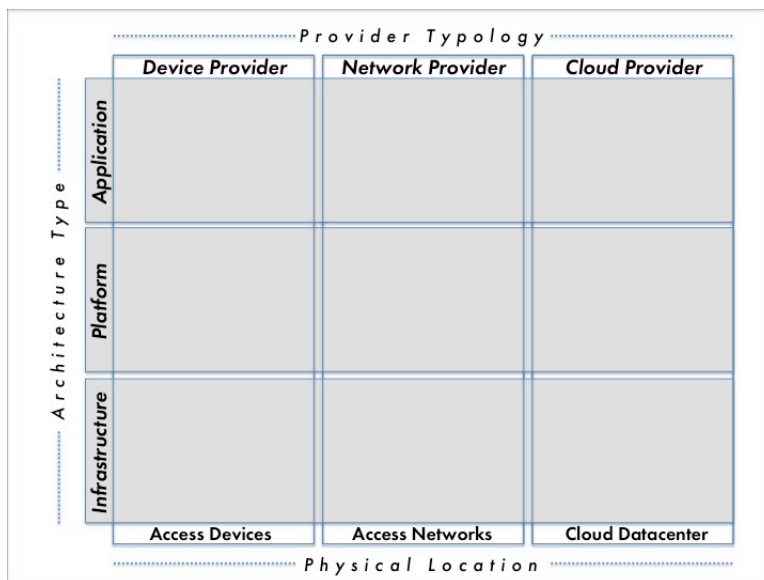 Provider Typology
Device Provider Network Provider Cloud Provider
Architecture Type
Application
Platform
Infrastructure
Access Devices Access Networks Cloud Datacenter
Physical Location